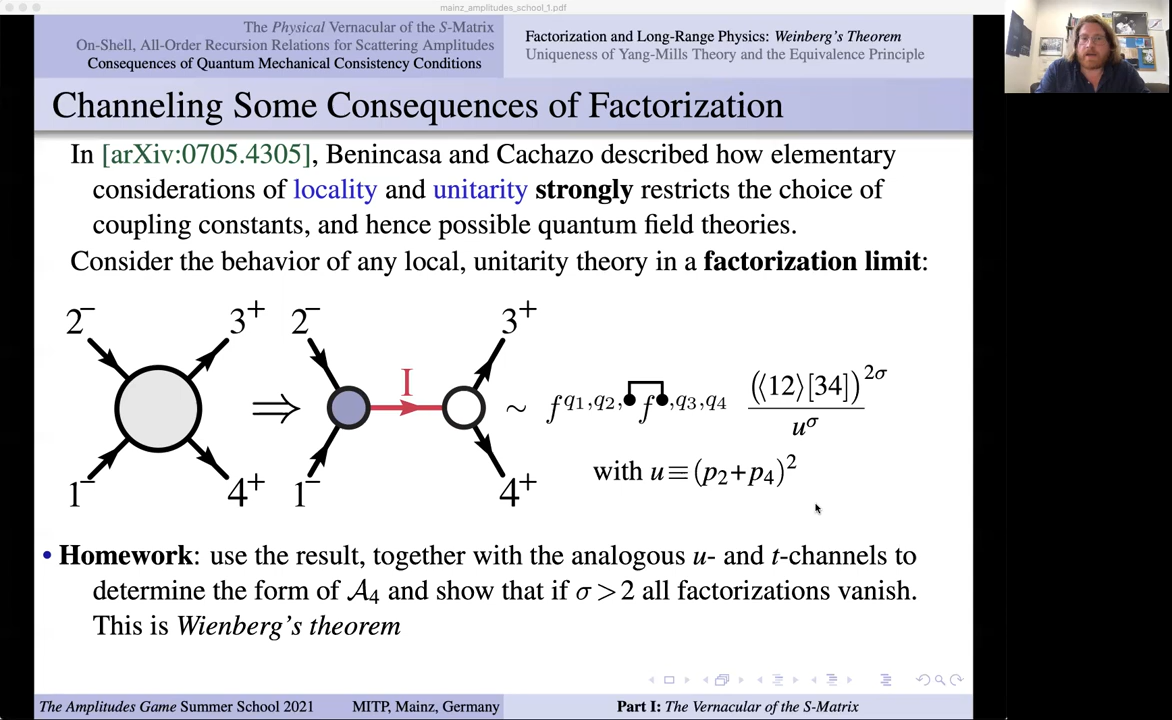 mainz_amplitudes_school_1.pdf
The Physical Vernacular of the S-Matrix
On-Shell, All-Order Recursion Relations for Scattering Amplitudes
Consequences of Quantum Mechanical Consistency Conditions
Factorization and Long-Range Physics: Weinberg's Theorem
Uniqueness of Yang-Mills Theory and the Equivalence Principle
Channeling Some Consequences of Factorization
In [arXiv:0705.4305], Benincasa and Cachazo described how elementary
considerations of locality and unitarity strongly restricts the choice of
coupling constants, and hence possible quantum field theories.
Consider the behavior of any local, unitarity theory in a factorization limit:
2⁻ 3⁺ 2⁻ 3⁺
⇒ I ∼ f^{q₁,q₂,●} f^{●,q₃,q₄} (⟨12⟩[34])^{2σ} / u^σ
1⁻ 4⁺ 1⁻ 4⁺
with u≡(p₂+p₄)²
• Homework: use the result, together with the analogous u- and t-channels to
determine the form of 𝒜₄ and show that if σ>2 all factorizations vanish.
This is Wienberg's theorem
The Amplitudes Game Summer School 2021 MITP, Mainz, Germany Part I: The Vernacular of the S-Matrix